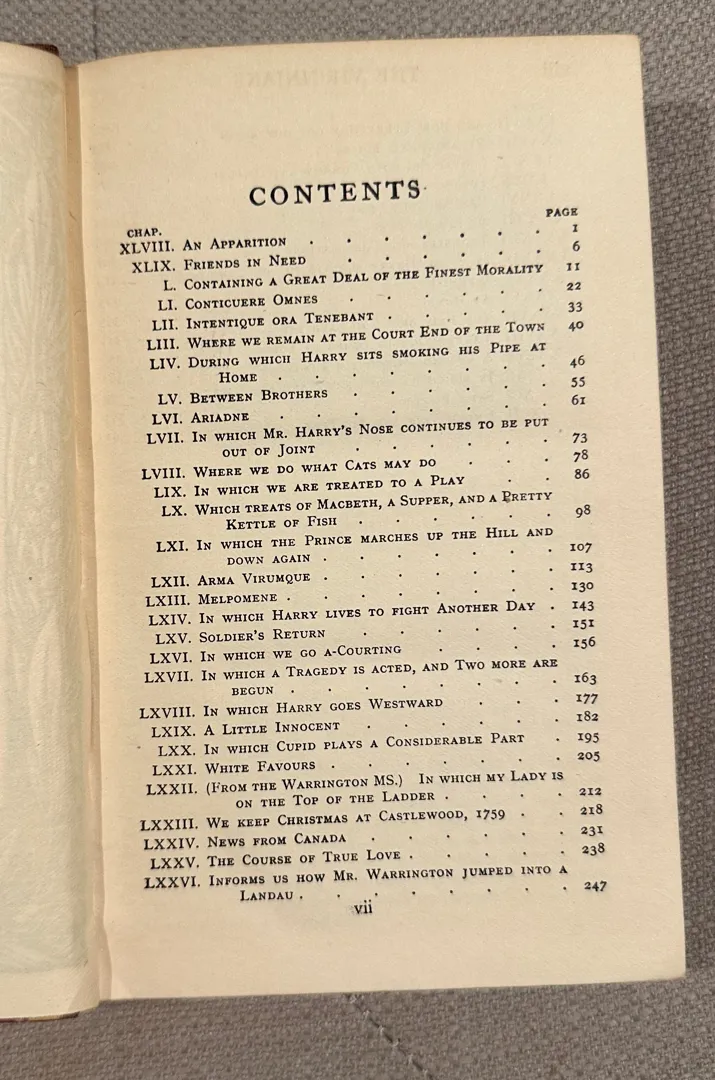 CONTENTS
CHAP. PAGE
XLVIII. AN APPARITION . . . . . . . 1
XLIX. FRIENDS IN NEED . . . . . . 6
L. CONTAINING A GREAT DEAL OF THE FINEST MORALITY 11
LI. CONTICUERE OMNES . . . . . . 22
LII. INTENTIQUE ORA TENEBANT . . . . . 33
LIII. WHERE WE REMAIN AT THE COURT END OF THE TOWN 40
LIV. DURING WHICH HARRY SITS SMOKING HIS PIPE AT
HOME . . . . . . . . 46
LV. BETWEEN BROTHERS . . . . . . 55
LVI. ARIADNE . . . . . . . 61
LVII. IN WHICH MR. HARRY'S NOSE CONTINUES TO BE PUT
OUT OF JOINT . . . . . . 73
LVIII. WHERE WE DO WHAT CATS MAY DO . . . 78
LIX. IN WHICH WE ARE TREATED TO A PLAY . . 86
LX. WHICH TREATS OF MACBETH, A SUPPER, AND A PRETTY
KETTLE OF FISH . . . . . . 98
LXI. IN WHICH THE PRINCE MARCHES UP THE HILL AND
DOWN AGAIN . . . . . . . 107
LXII. ARMA VIRUMQUE . . . . . . 113
LXIII. MELPOMENE . . . . . . . 130
LXIV. IN WHICH HARRY LIVES TO FIGHT ANOTHER DAY . 143
LXV. SOLDIER'S RETURN . . . . . . 151
LXVI. IN WHICH WE GO A-COURTING . . . . 156
LXVII. IN WHICH A TRAGEDY IS ACTED, AND TWO MORE ARE
BEGUN . . . . . . . . 163
LXVIII. IN WHICH HARRY GOES WESTWARD . . . 177
LXIX. A LITTLE INNOCENT . . . . . 182
LXX. IN WHICH CUPID PLAYS A CONSIDERABLE PART . 195
LXXI. WHITE FAVOURS . . . . . . 205
LXXII. (FROM THE WARRINGTON MS.) IN WHICH MY LADY IS
ON THE TOP OF THE LADDER . . . . 212
LXXIII. WE KEEP CHRISTMAS AT CASTLEWOOD, 1759 . . 218
LXXIV. NEWS FROM CANADA . . . . . . 231
LXXV. THE COURSE OF TRUE LOVE . . . . . 238
LXXVI. INFORMS US HOW MR. WARRINGTON JUMPED INTO A
LANDAU . . . . . . . . 247
vii